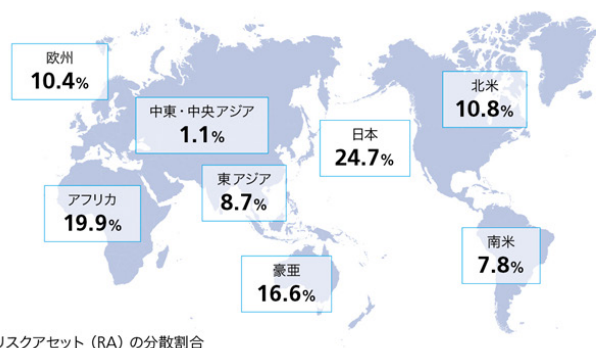 欧州
10.4%
中東・中央アジア
1.1%
日本
24.7%
北米
10.8%
東アジア
8.7%
アフリカ
19.9%
豪亜
16.6%
南米
7.8%
リスクアセット（RA）の分散割合